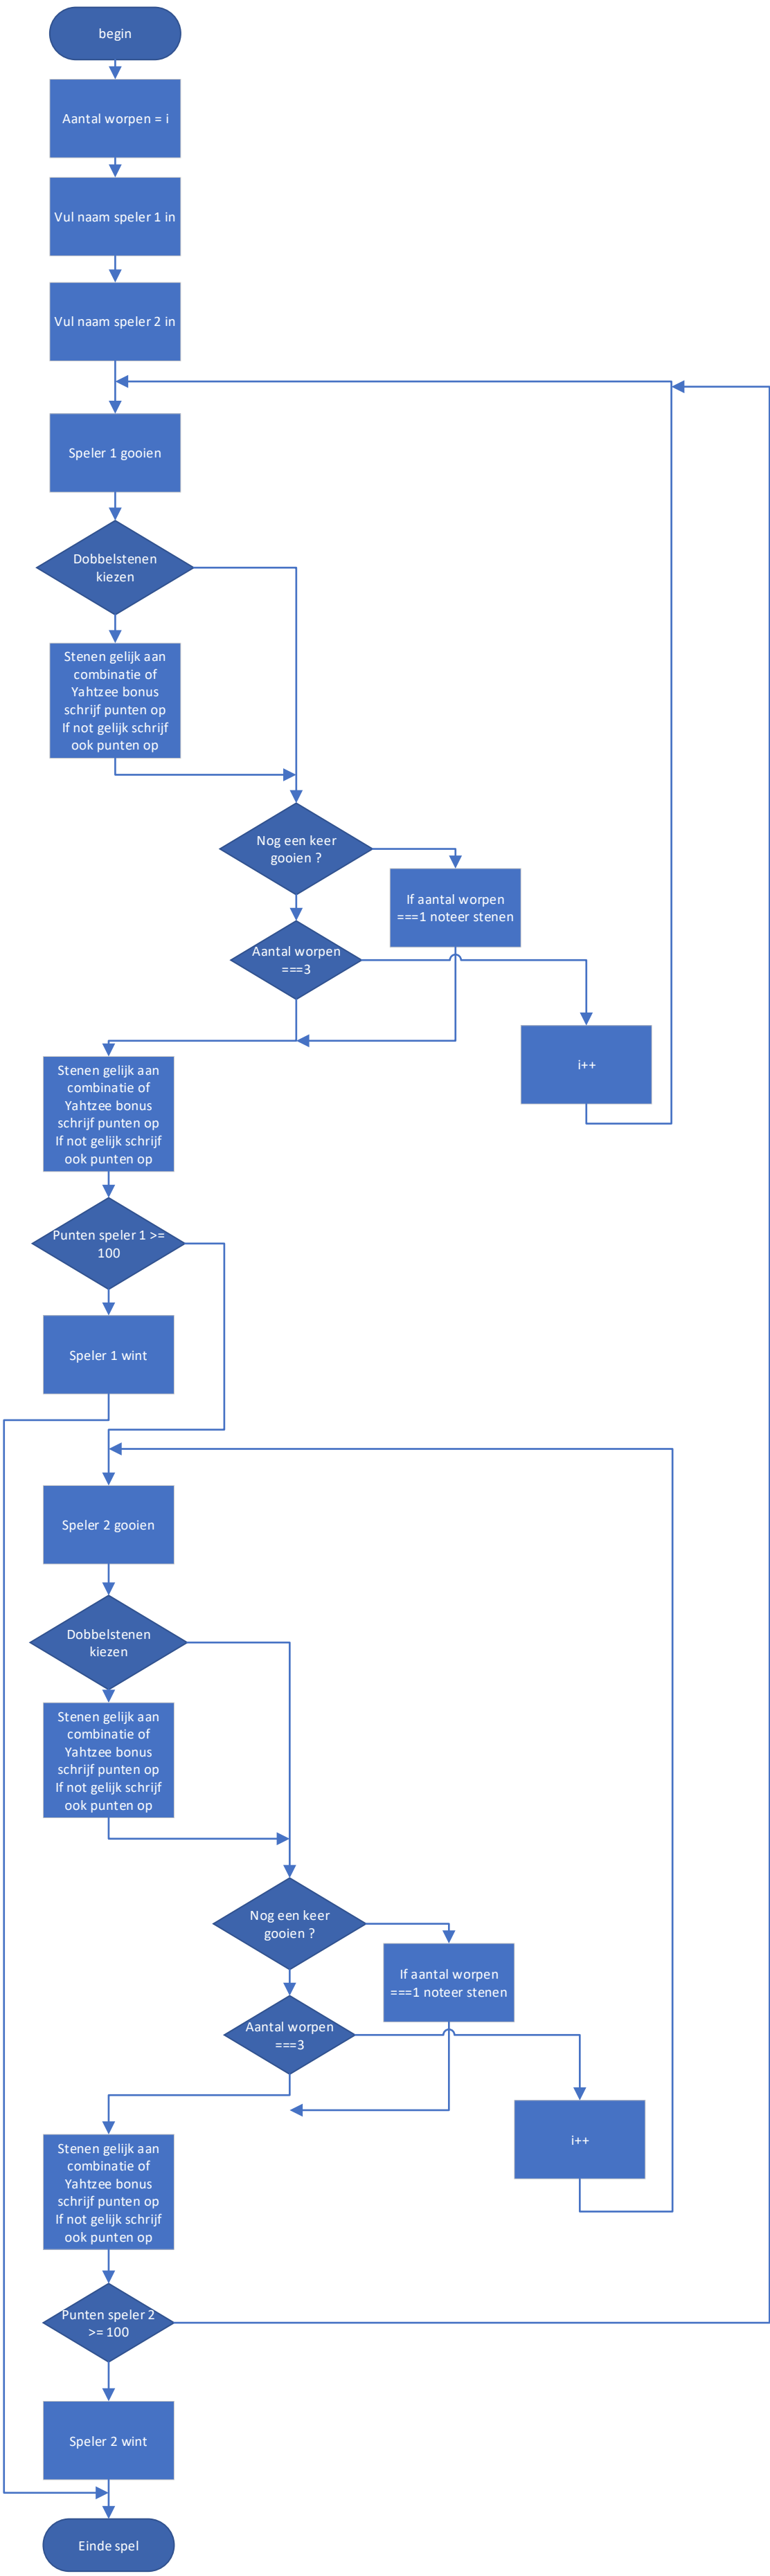 begin
Aantal worpen = i
Vul naam speler 1 in
Vul naam speler 2 in
Speler 1 gooien
Dobbelstenen
kiezen
Stenen gelijk aan
combinatie of
Yahtzee bonus
schrijf punten op
If not gelijk schrijf
ook punten op
Nog een keer
gooien ?
If aantal worpen
===1 noteer stenen
Aantal worpen
===3
i++
Stenen gelijk aan
combinatie of
Yahtzee bonus
schrijf punten op
If not gelijk schrijf
ook punten op
Punten speler 1 >=
100
Speler 1 wint
Speler 2 gooien
Dobbelstenen
kiezen
Stenen gelijk aan
combinatie of
Yahtzee bonus
schrijf punten op
If not gelijk schrijf
ook punten op
Nog een keer
gooien ?
If aantal worpen
===1 noteer stenen
Aantal worpen
===3
i++
Stenen gelijk aan
combinatie of
Yahtzee bonus
schrijf punten op
If not gelijk schrijf
ook punten op
Punten speler 2
>= 100
Speler 2 wint
Einde spel